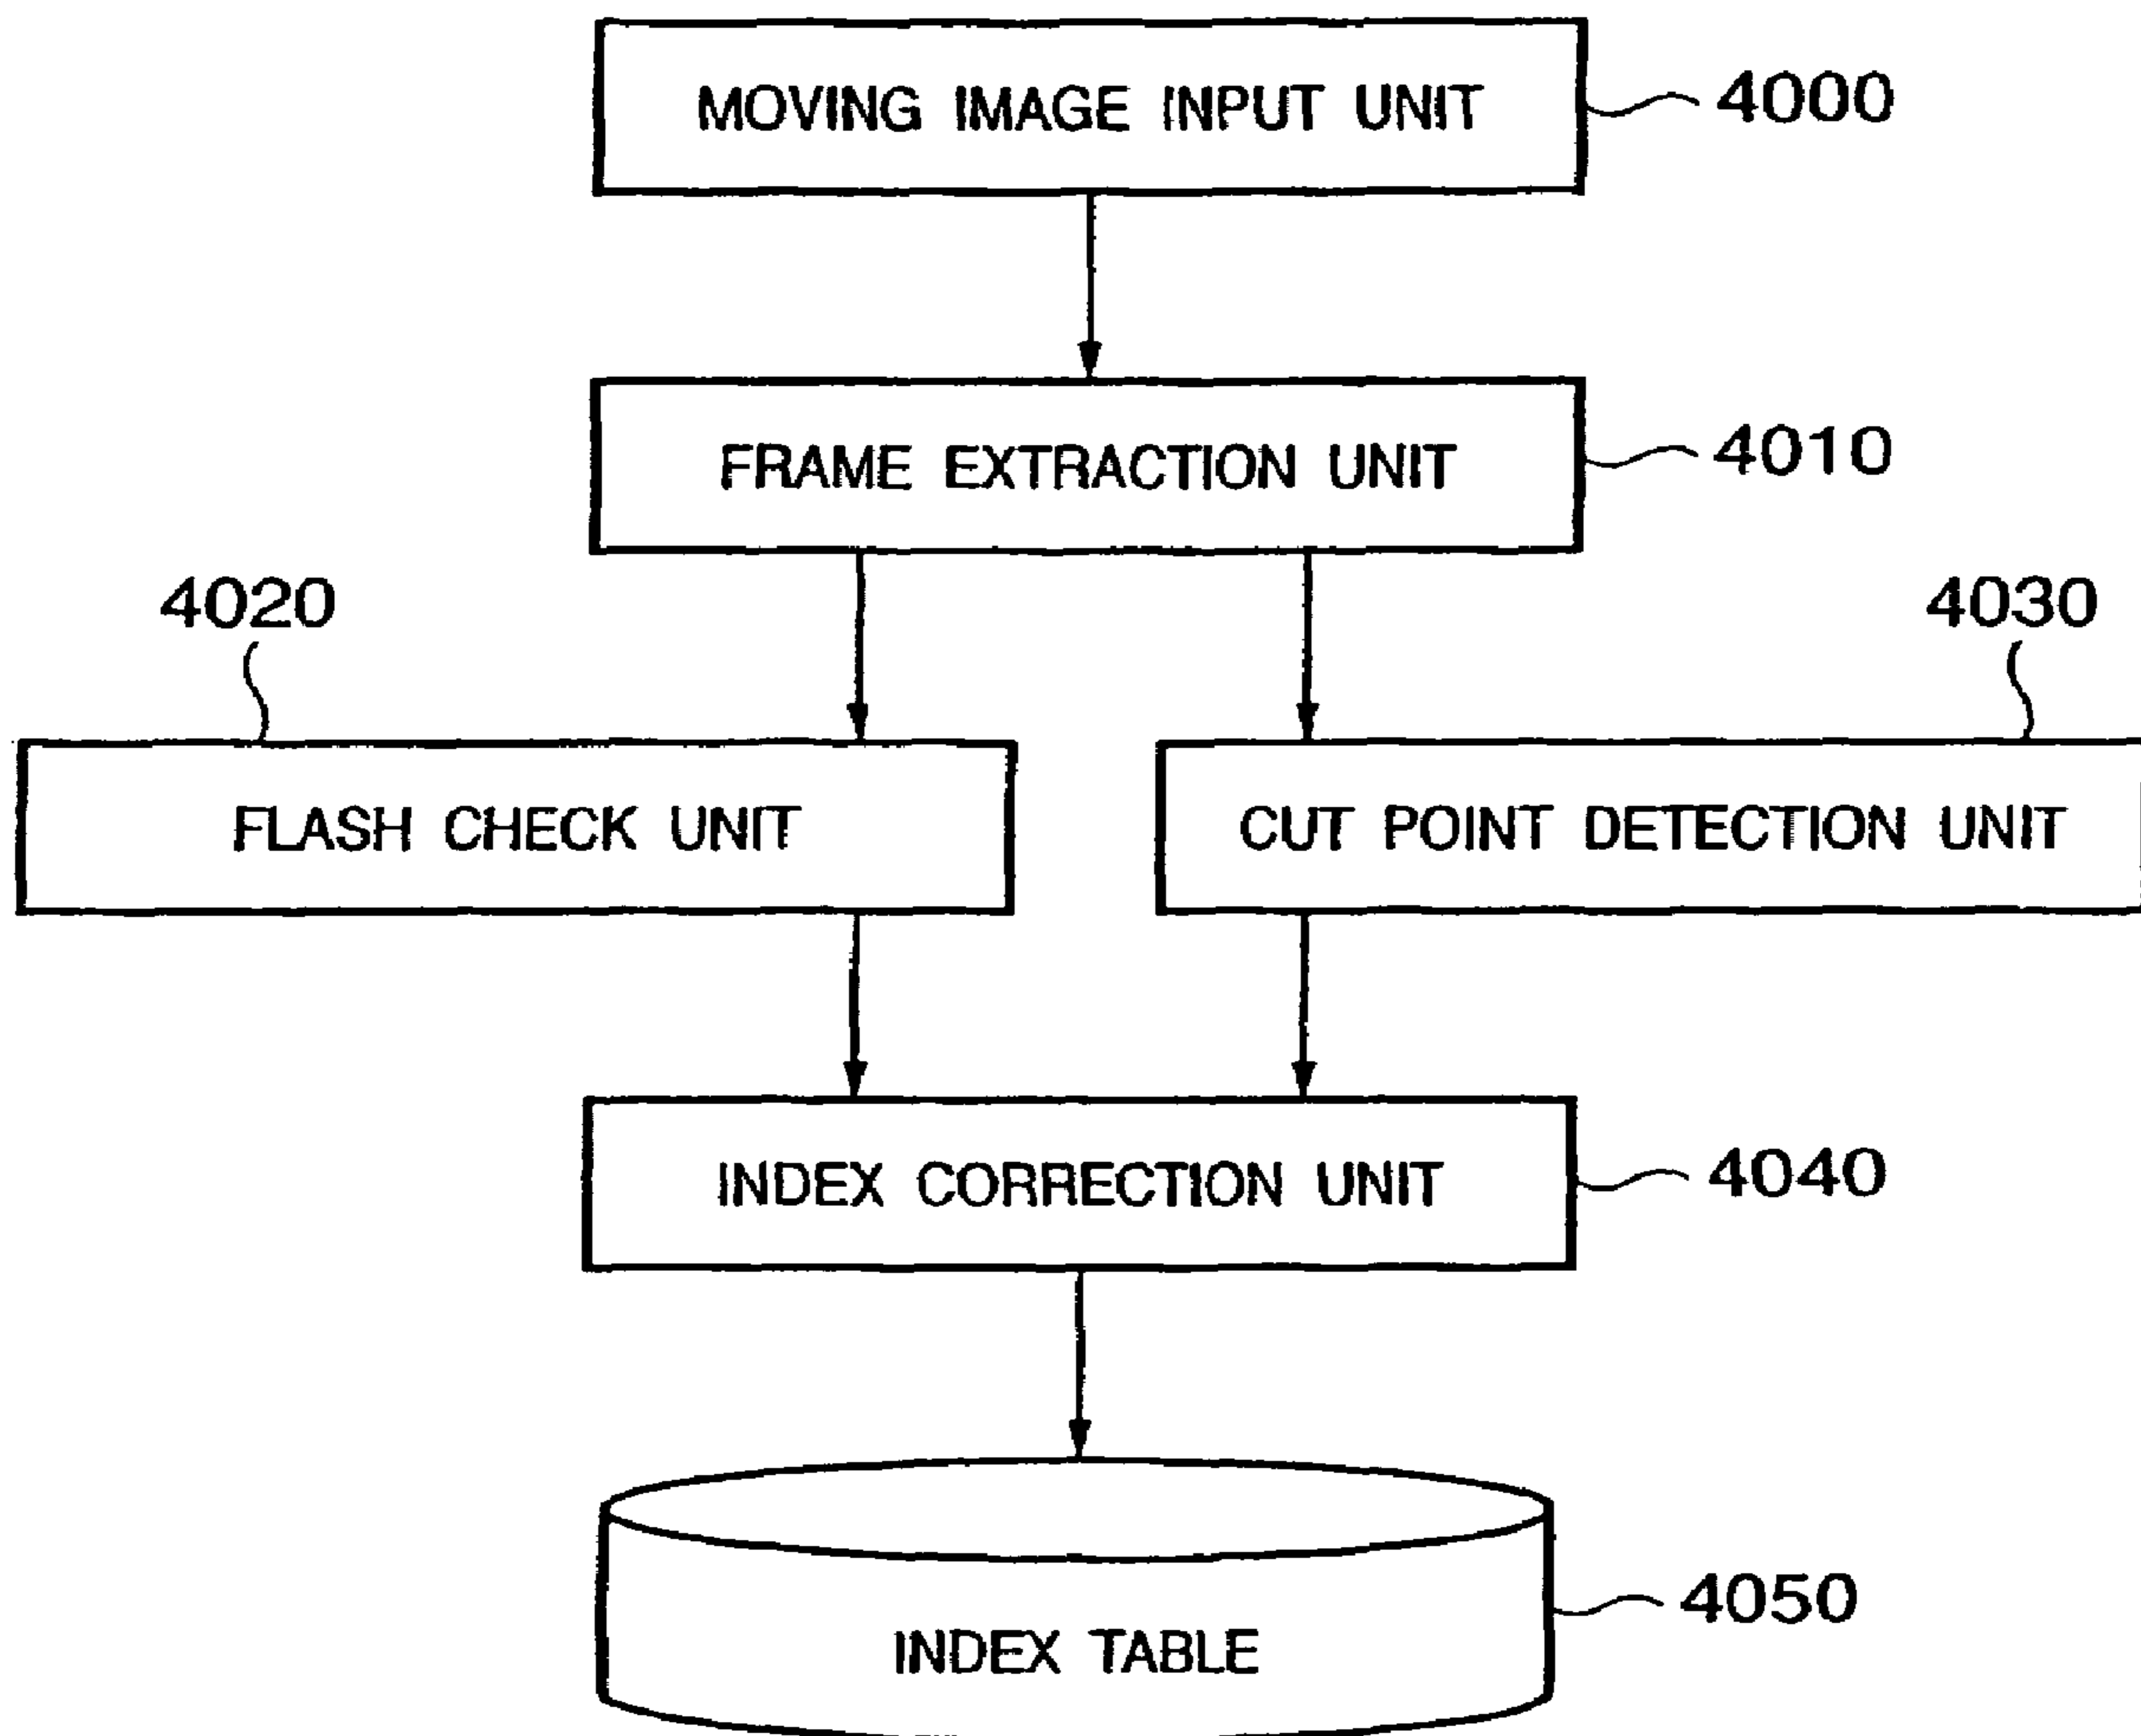 MOVING IMAGE INPUT UNIT
4000
FRAME EXTRACTION UNIT
4010
4020
4030
FLASH CHECK UNIT
CUT POINT DETECTION UNIT
INDEX CORRECTION UNIT
4040
INDEX TABLE
4050